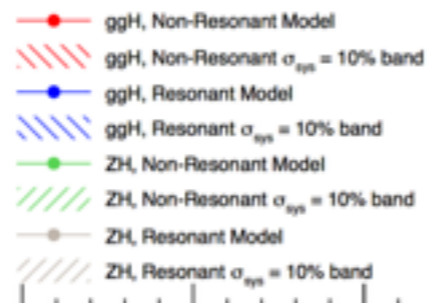 ggH, Non-Resonant Model
ggH, Non-Resonant σsys = 10% band
ggH, Resonant Model
ggH, Resonant σsys = 10% band
ZH, Non-Resonant Model
ZH, Non-Resonant σsys = 10% band
ZH, Resonant Model
ZH, Resonant σsys = 10% band